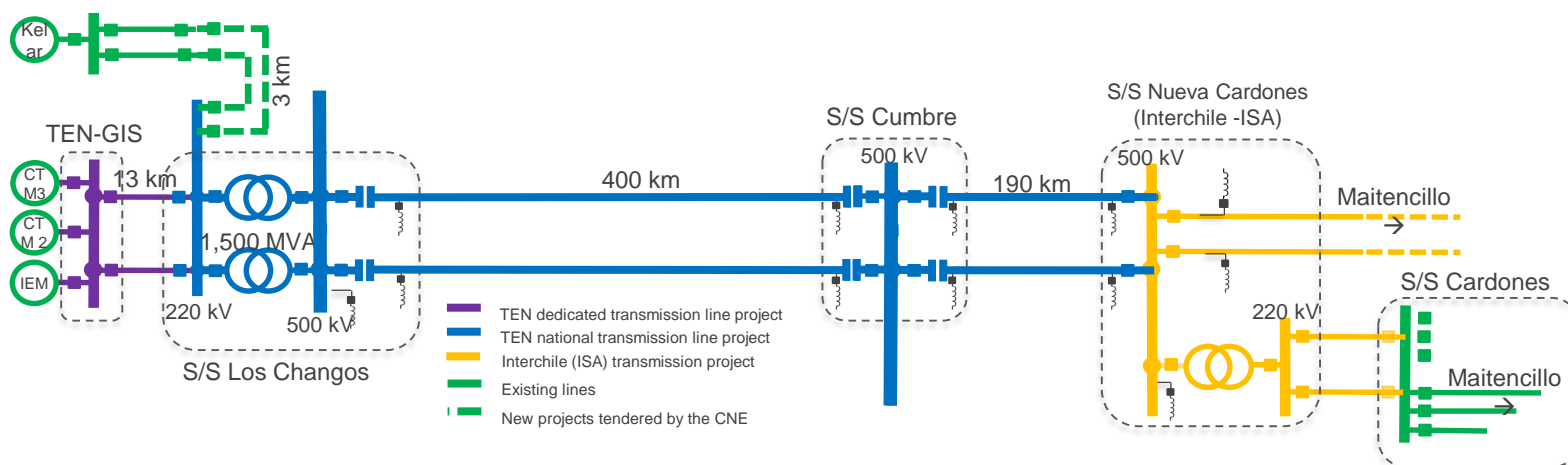 Kel
ar
3 km
TEN-GIS
CT
M3
CT
M 2
IEM
13 km
1,500 MVA
220 kV
500 kV
S/S Los Changos
400 km
S/S Cumbre
500 kV
190 km
S/S Nueva Cardones
(Interchile -ISA)
500 kV
Maitencillo
→
220 kV
S/S Cardones
Maitencillo
→
TEN dedicated transmission line project
TEN national transmission line project
Interchile (ISA) transmission project
Existing lines
New projects tendered by the CNE